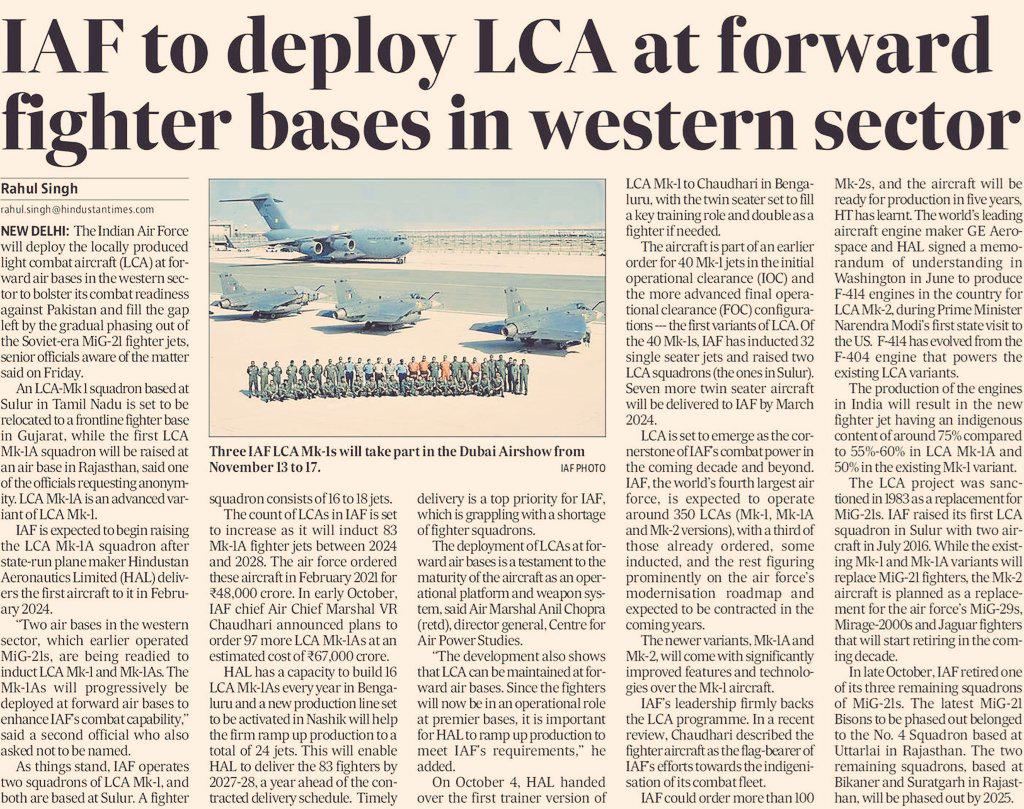 IAF to deploy LCA at forward
fighter bases in western sector
Rahul Singh
rahul.singh@hindustantimes.com
NEW DELHI: The Indian Air Force
will deploy the locally produced
light combat aircraft (LCA) at for-
ward air bases in the western sec-
tor to bolster its combat readiness
against Pakistan and fill the gap
left by the gradual phasing out of
the Soviet-era MiG-21 fighter jets,
senior officials aware of the matter
said on Friday.
An LCA-Mk1 squadron based at
Sulur in Tamil Nadu is set to be
relocated to a frontline fighter base
in Gujarat, while the first LCA
Mk-1A squadron will be raised at
an air base in Rajasthan, said one
of the officials requesting anonym-
ity. LCA Mk-1A is an advanced var-
iant of LCA Mk-1.
IAF is expected to begin raising
the LCA Mk-1A squadron after
state-run plane maker Hindustan
Aeronautics Limited (HAL) deliv-
ers the first aircraft to it in Febru-
ary 2024.
"Two air bases in the western
sector, which earlier operated
MiG-21s, are being readied to
induct LCA Mk-1 and Mk-1As. The
Mk-1As will progressively be
deployed at forward air bases to
enhance IAF's combat capability,"
said a second official who also
asked not to be named.
As things stand, IAF operates
two squadrons of LCA Mk-1, and
both are based at Sulur. A fighter
Three IAF LCA Mk-1s will take part in the Dubai Airshow from
November 13 to 17.
IAF PHOTO
squadron consists of 16 to 18 jets.
The count of LCAs in IAF is set
to increase as it will induct 83
Mk-1A fighter jets between 2024
and 2028. The air force ordered
these aircraft in February 2021 for
₹48,000 crore. In early October,
IAF chief Air Chief Marshal VR
Chaudhari announced plans to
order 97 more LCA Mk-1As at an
estimated cost of ₹67,000 crore.
HAL has a capacity to build 16
LCA Mk-1As every year in Benga-
luru and a new production line set
to be activated in Nashik will help
the firm ramp up production to a
total of 24 jets. This will enable
HAL to deliver the 83 fighters by
2027-28, a year ahead of the con-
tracted delivery schedule. Timely
delivery is a top priority for IAF,
which is grappling with a shortage
of fighter squadrons.
The deployment of LCAs at for-
ward air bases is a testament to the
maturity of the aircraft as an oper-
ational platform and weapon sys-
tem, said Air Marshal Anil Chopra
(retd), director general, Centre for
Air Power Studies.
"The development also shows
that LCA can be maintained at for-
ward air bases. Since the fighters
will now be in an operational role
at premier bases, it is important
for HAL to ramp up production to
meet IAF's requirements," he
added.
On October 4, HAL handed
over the first trainer version of
LCA Mk-1 to Chaudhari in Benga-
luru, with the twin seater set to fill
a key training role and double as a
fighter if needed.
The aircraft is part of an earlier
order for 40 Mk-1 jets in the initial
operational clearance (IOC) and
the more advanced final opera-
tional clearance (FOC) configura-
tions --- the first variants of LCA. Of
the 40 Mk-1s, IAF has inducted 32
single seater jets and raised two
LCA squadrons (the ones in Sulur).
Seven more twin seater aircraft
will be delivered to IAF by March
2024.
LCA is set to emerge as the cor-
nerstone of IAF's combat power in
the coming decade and beyond.
IAF, the world's fourth largest air
force, is expected to operate
around 350 LCAs (Mk-1, Mk-1A
and Mk-2 versions), with a third of
those already ordered, some
inducted, and the rest figuring
prominently on the air force's
modernisation roadmap and
expected to be contracted in the
coming years.
The newer variants, Mk-1A and
Mk-2, will come with significantly
improved features and technolo-
gies over the Mk-1 aircraft.
IAF's leadership firmly backs
the LCA programme. In a recent
review, Chaudhari described the
fighter aircraft as the flag-bearer of
IAF's efforts towards the indigeni-
sation of its combat fleet.
IAF could order more than 100
Mk-2s, and the aircraft will be
ready for production in five years,
HT has learnt. The world's leading
aircraft engine maker GE Aero-
space and HAL signed a memo-
randum of understanding in
Washington in June to produce
F-414 engines in the country for
LCA Mk-2, during Prime Minister
Narendra Modi's first state visit to
the US. F-414 has evolved from the
F-404 engine that powers the
existing LCA variants.
The production of the engines
in India will result in the new
fighter jet having an indigenous
content of around 75% compared
to 55%-60% in LCA Mk-1A and
50% in the existing Mk-1 variant.
The LCA project was sanc-
tioned in 1983 as a replacement for
MiG-21s. IAF raised its first LCA
squadron in Sulur with two air-
craft in July 2016. While the exist-
ing Mk-1 and Mk-1A variants will
replace MiG-21 fighters, the Mk-2
aircraft is planned as a replace-
ment for the air force's MiG-29s,
Mirage-2000s and Jaguar fighters
that will start retiring in the com-
ing decade.
In late October, IAF retired one
of its three remaining squadrons
of MiG-21s. The latest MiG-21
Bisons to be phased out belonged
to the No. 4 Squadron based at
Uttarlai in Rajasthan. The two
remaining squadrons, based at
Bikaner and Suratgarh in Rajast-
han, will be phased out by 2025.